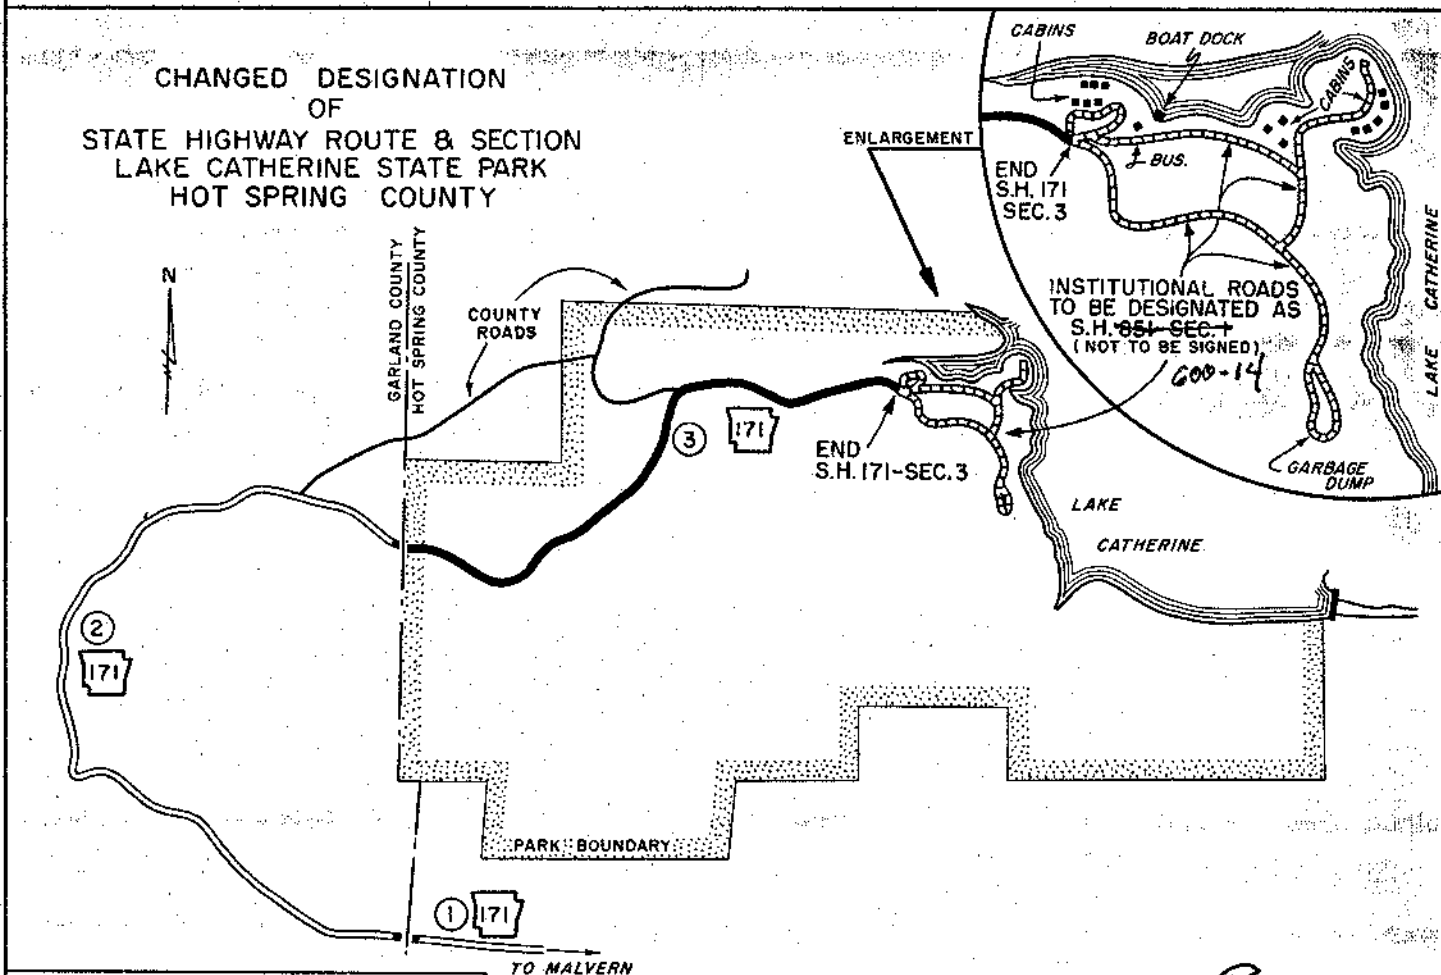 CHANGED DESIGNATION
OF
STATE HIGHWAY ROUTE & SECTION
LAKE CATHERINE STATE PARK
HOT SPRING COUNTY
N
GARLAND COUNTY
HOT SPRING COUNTY
COUNTY
ROADS
ENLARGEMENT
CABINS
BOAT DOCK
CABINS
BUS.
END
S.H. 171
SEC. 3
INSTITUTIONAL ROADS
TO BE DESIGNATED AS
S.H. 851-SEC. 1
(NOT TO BE SIGNED)
600-14
GARBAGE
DUMP
LAKE CATHERINE
3
171
END
S.H. 171-SEC. 3
LAKE
CATHERINE
2
171
PARK BOUNDARY
1
171
TO MALVERN